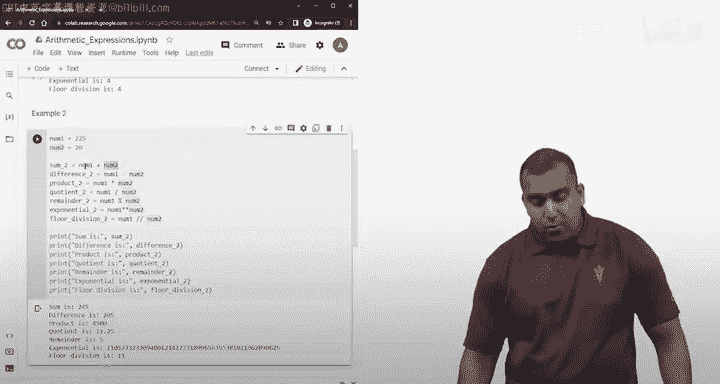 Arithmetic_Expressions.ipynb
File Edit View Insert Runtime Tools Help
Comment Share A
+ Code + Text
Connect Editing
Exponential is: 4
Floor division is: 4
Example 2
num1 = 225
num2 = 20
sum_2 = num1 + num2
difference_2 = num1 - num2
product_2 = num1 * num2
quotient_2 = num1 / num2
remainder_2 = num1 % num2
exponential_2 = num1**num2
floor_division_2 = num1 // num2
print("Sum is:", sum_2)
print("Difference is:", difference_2)
print("Product is:", product_2)
print("Quotient is:", quotient_2)
print("Remainder is:", remainder_2)
print("Exponential is:", exponential_2)
print("Floor division is:", floor_division_2)
Sum is: 245
Difference is: 205
Product is: 4500
Quotient is: 11.25
Remainder is: 5
Exponential is:
Floor division is: 11